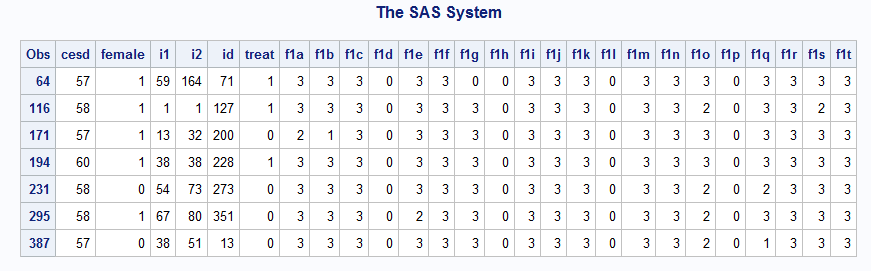 The SAS System
Obs cesd female i1 i2 id treat f1a f1b f1c f1d f1e f1f f1g f1h f1i f1j f1k f1l f1m f1n f1o f1p f1q f1r f1s f1t
64 57 1 59 164 71 1 3 3 3 0 3 3 0 0 3 3 3 0 3 3 3 0 3 3 3 3
116 58 1 1 1 127 1 3 3 3 0 3 3 3 0 3 3 3 0 3 3 2 0 3 3 2 3
171 57 1 13 32 200 0 2 1 3 0 3 3 3 0 3 3 3 0 3 3 3 0 3 3 3 3
194 60 1 38 38 228 1 3 3 3 0 3 3 3 0 3 3 3 0 3 3 3 0 3 3 3 3
231 58 0 54 73 273 0 3 3 3 0 3 3 3 0 3 3 3 0 3 3 2 0 2 3 3 3
295 58 1 67 80 351 0 3 3 3 0 2 3 3 0 3 3 3 0 3 3 2 0 3 3 3 3
387 57 0 38 51 13 0 3 3 3 0 3 3 3 0 3 3 3 0 3 3 2 0 1 3 3 3